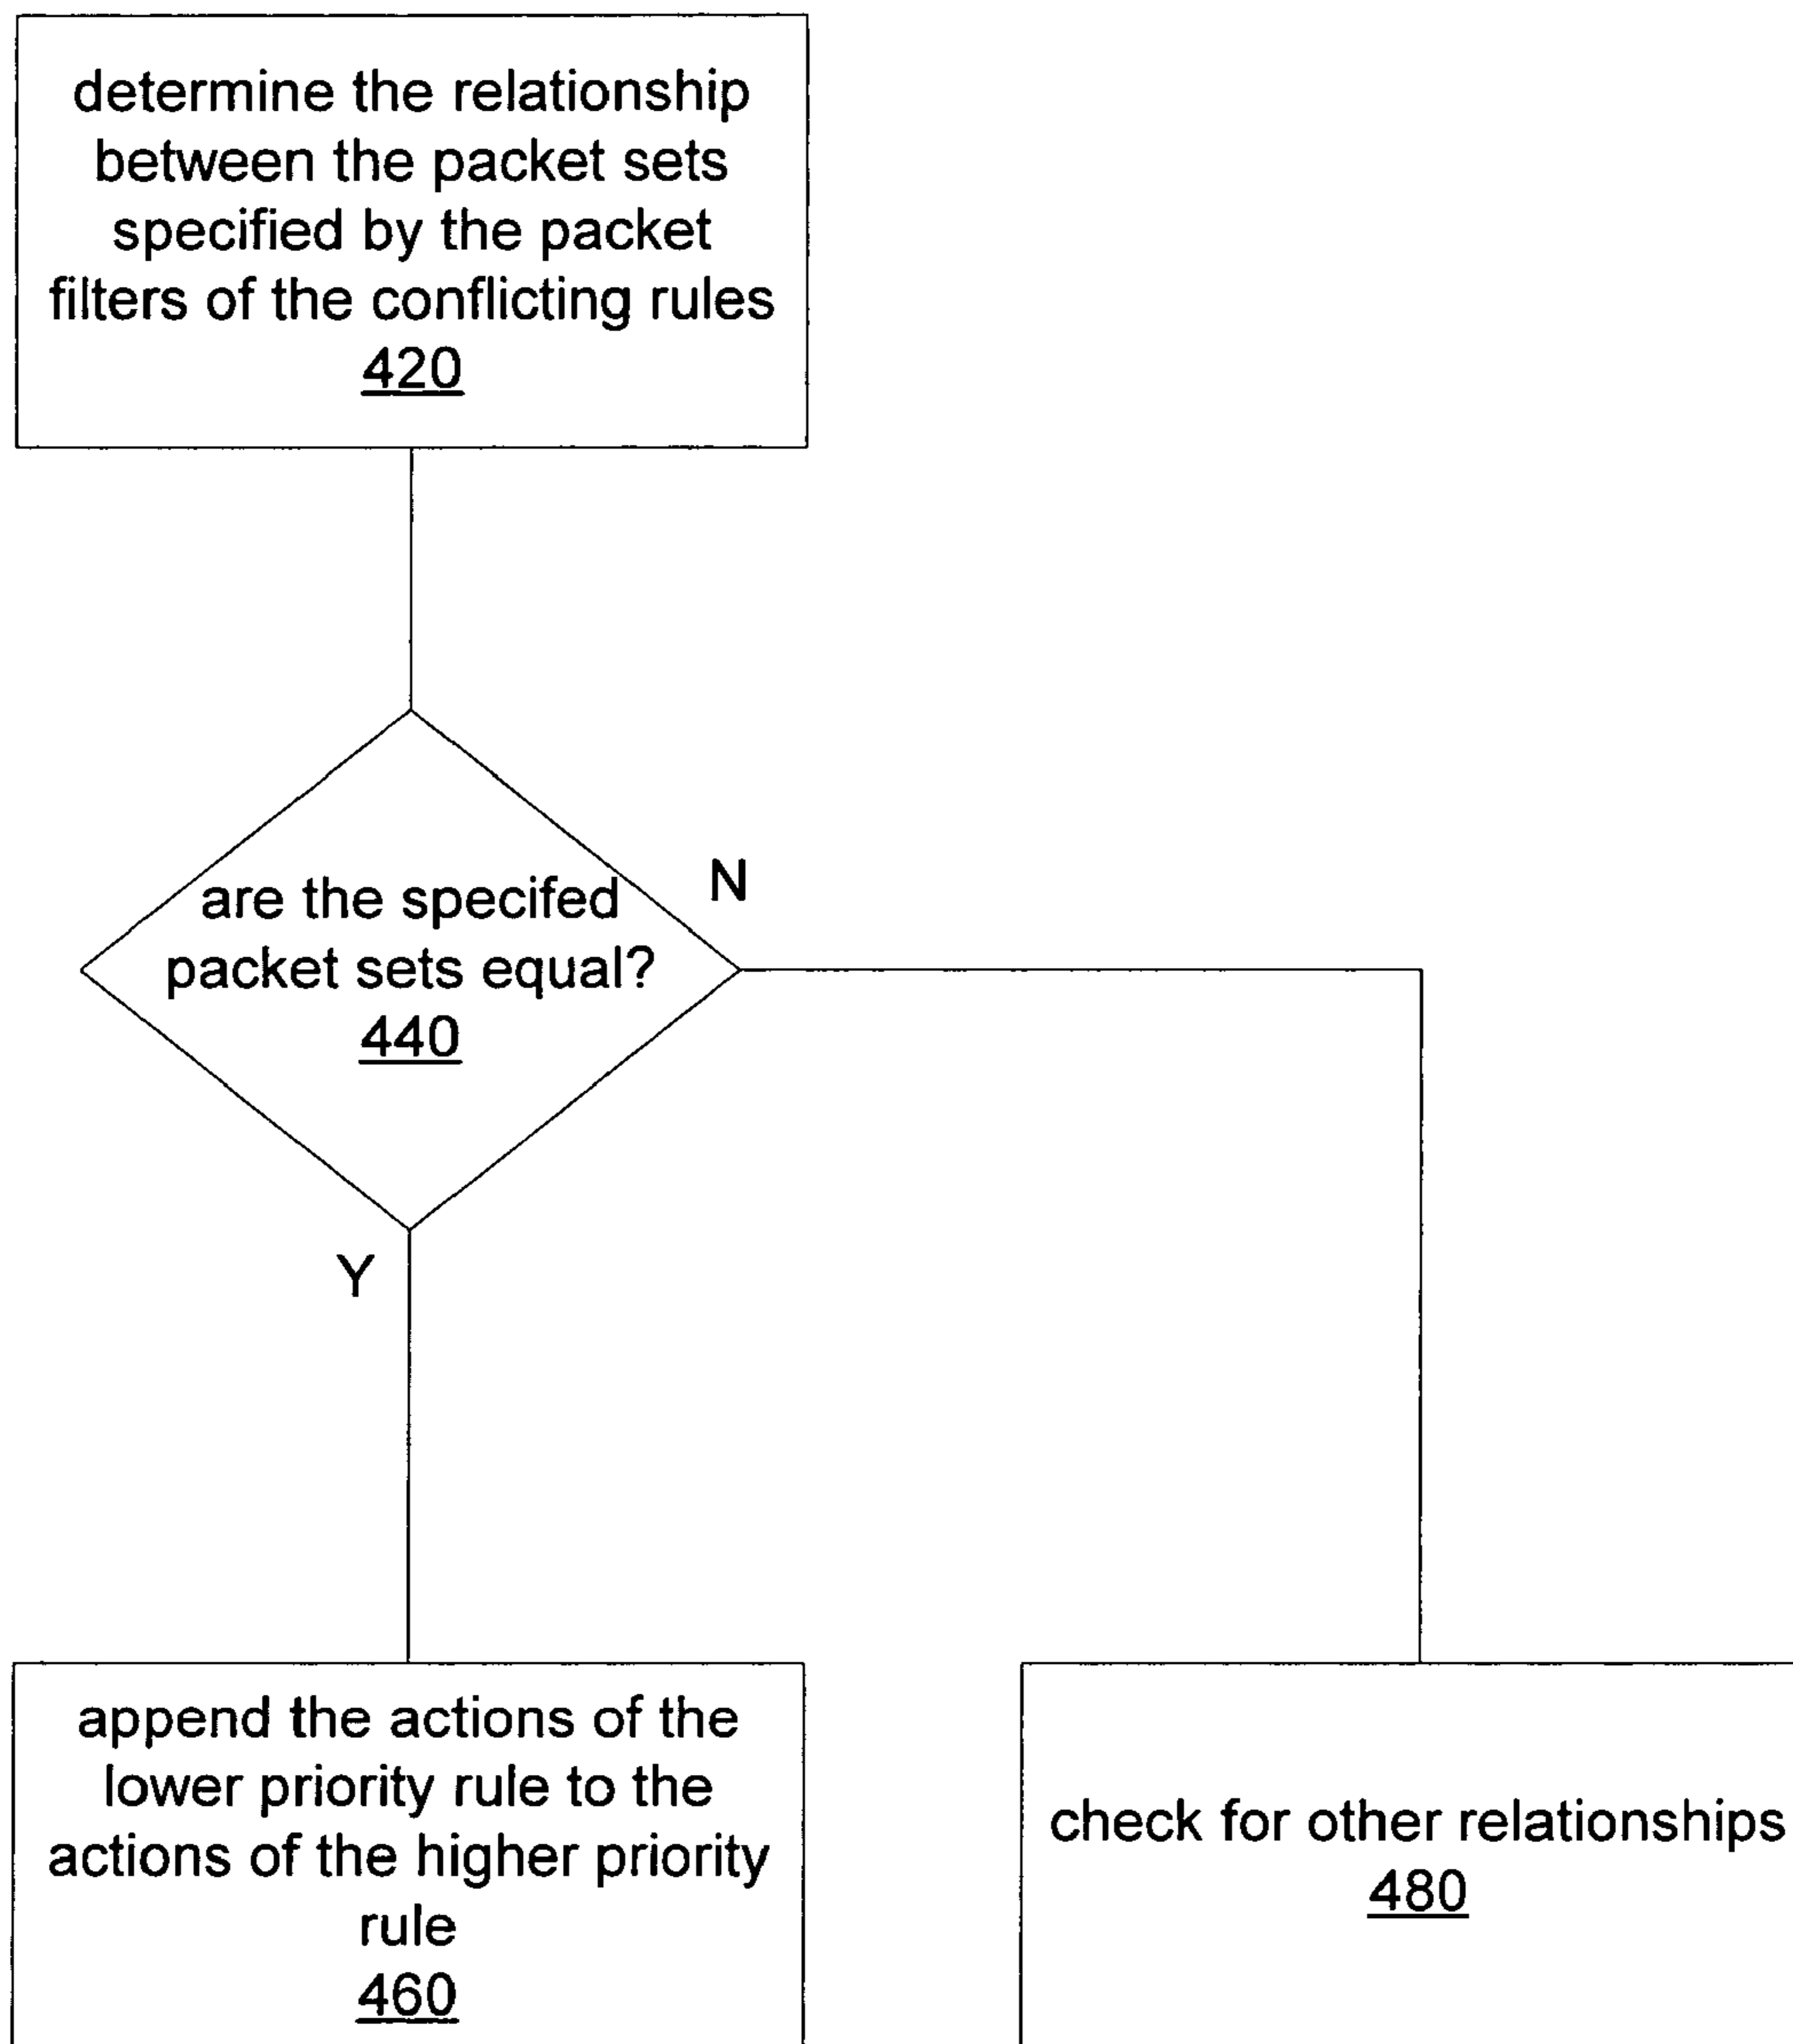 determine the relationship
between the packet sets
specified by the packet
filters of the conflicting rules
420
N
are the specifed
packet sets equal?
440
Y
append the actions of the
lower priority rule to the
actions of the higher priority
rule
460
check for other relationships
480